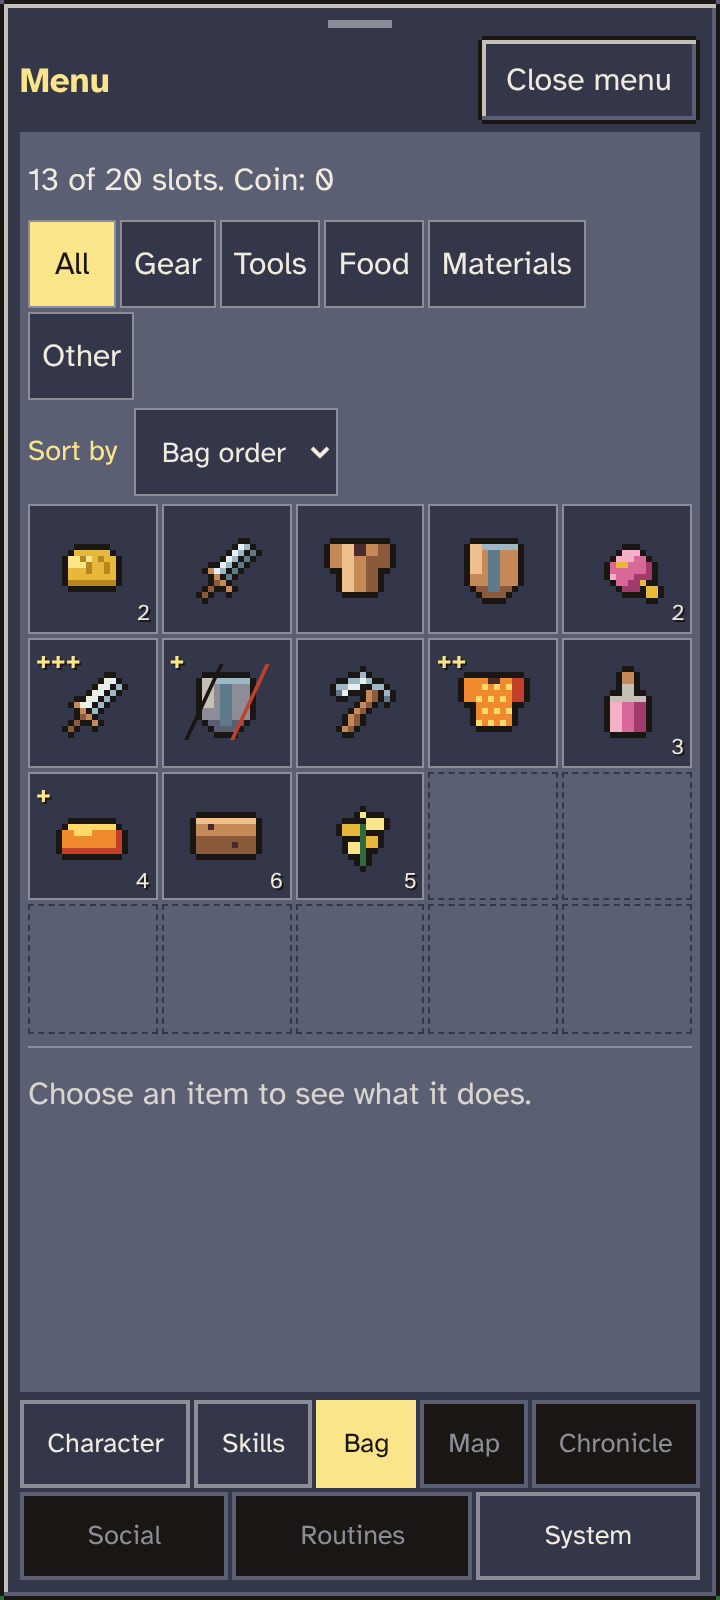 Menu
Close menu
13 of 20 slots. Coin: 0
All
Gear
Tools
Food
Materials
Other
Sort by
Bag order
2
2
+++
+
++
3
+
4
6
5
Choose an item to see what it does.
Character
Skills
Bag
Map
Chronicle
Social
Routines
System